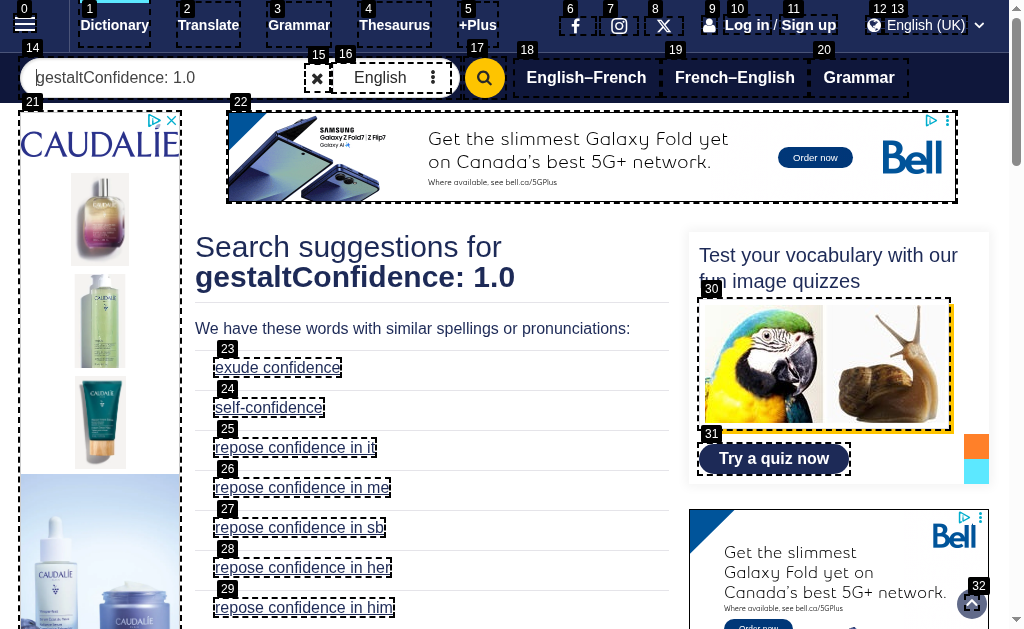 0 1 2 3 4 5 6 7 8 9 10 11 12 13
Dictionary Translate Grammar Thesaurus +Plus Log in / Sign up English (UK)
14 15 16 17 18 19 20
gestaltConfidence: 1.0 English English–French French–English Grammar
21 22
CAUDALÍE
SAMSUNG
Galaxy Z Fold7 | Z Flip7
Galaxy AI
Get the slimmest Galaxy Fold yet
on Canada's best 5G+ network.
Where available, see bell.ca/5GPlus
Order now
Bell
Search suggestions for
gestaltConfidence: 1.0
We have these words with similar spellings or pronunciations:
23
exude confidence
24
self-confidence
25
repose confidence in it
26
repose confidence in me
27
repose confidence in sb
28
repose confidence in her
29
repose confidence in him
Test your vocabulary with our
fun image quizzes
30
31
Try a quiz now
Bell
Get the slimmest
Galaxy Fold yet on
Canada's best 5G+ network.
Where available, see bell.ca/5GPlus
Order now
32
CAUDALÍE
CAUDALÍE